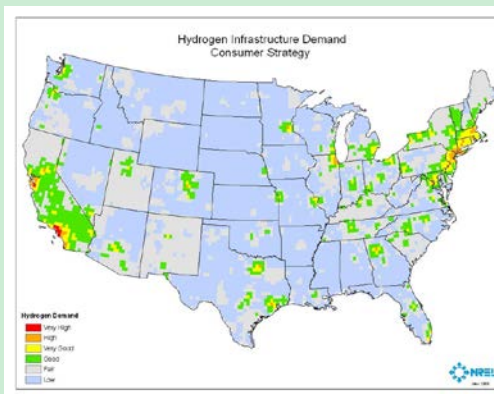 Hydrogen Infrastructure Demand
Consumer Strategy
Hydrogen Demand
Very High
High
Very Good
Good
Fair
Low
NREL